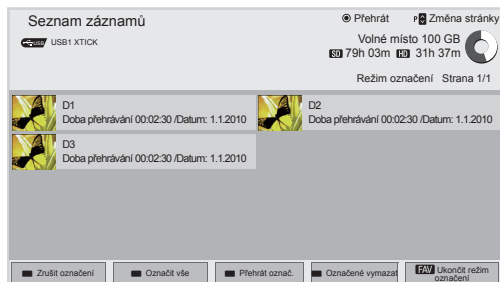 Seznam záznamů
Přehrát P Změna stránky
USB USB1 XTICK
Volné místo 100 GB
SD 79h 03m HD 31h 37m
Režim označení Strana 1/1
D1
Doba přehrávání 00:02:30 /Datum: 1.1.2010
D2
Doba přehrávání 00:02:30 /Datum: 1.1.2010
D3
Doba přehrávání 00:02:30 /Datum: 1.1.2010
Zrušit označení
Označit vše
Přehrát označ.
Označené vymazat
FAV Ukončit režim
označení